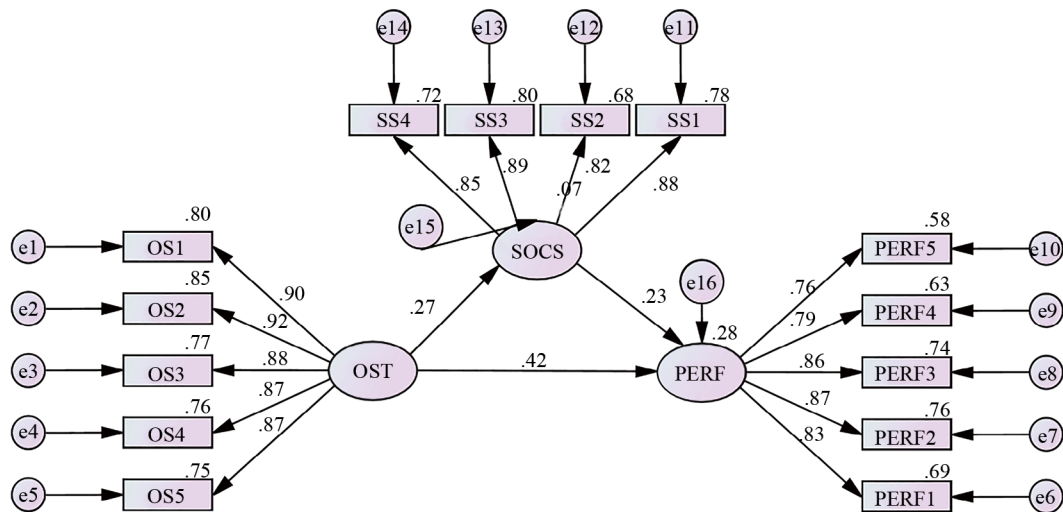 e14 e13 e12 e11
.72 .80 .68 .78
SS4 SS3 SS2 SS1
.85 .89 .82 .88
.07
e15
SOCS
.27 .23
e16
.28
OST
.42
PERF
.80
e1 OS1
.90
.85
e2 OS2
.92
.77
e3 OS3
.88
.76
e4 OS4
.87
.75
e5 OS5
.87
.58
PERF5 e10
.76
.63
PERF4 e9
.79
.74
PERF3 e8
.86
.76
PERF2 e7
.87
.69
PERF1 e6
.83